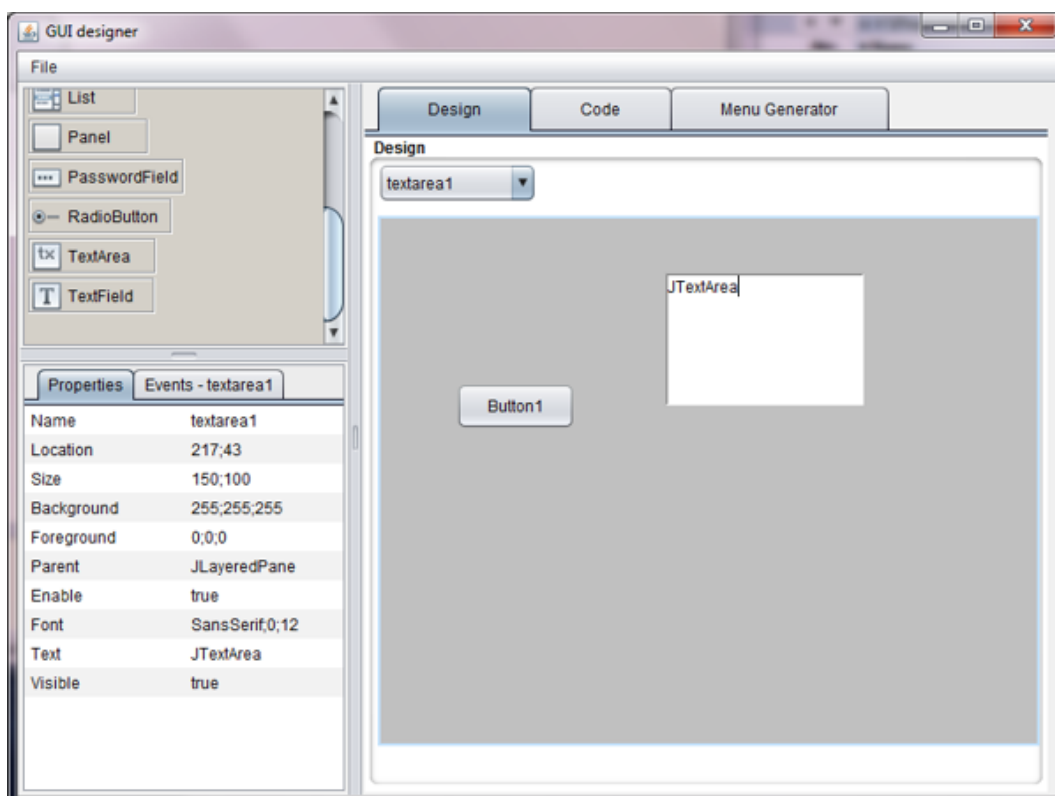 GUI designer
File
List
Panel
PasswordField
RadioButton
TextArea
TextField
Properties
Events - textarea1
Name textarea1
Location 217;43
Size 150;100
Background 255;255;255
Foreground 0;0;0
Parent JLayeredPane
Enable true
Font SansSerif;0;12
Text JTextArea
Visible true
Design
Code
Menu Generator
Design
textarea1
JTextArea
Button1